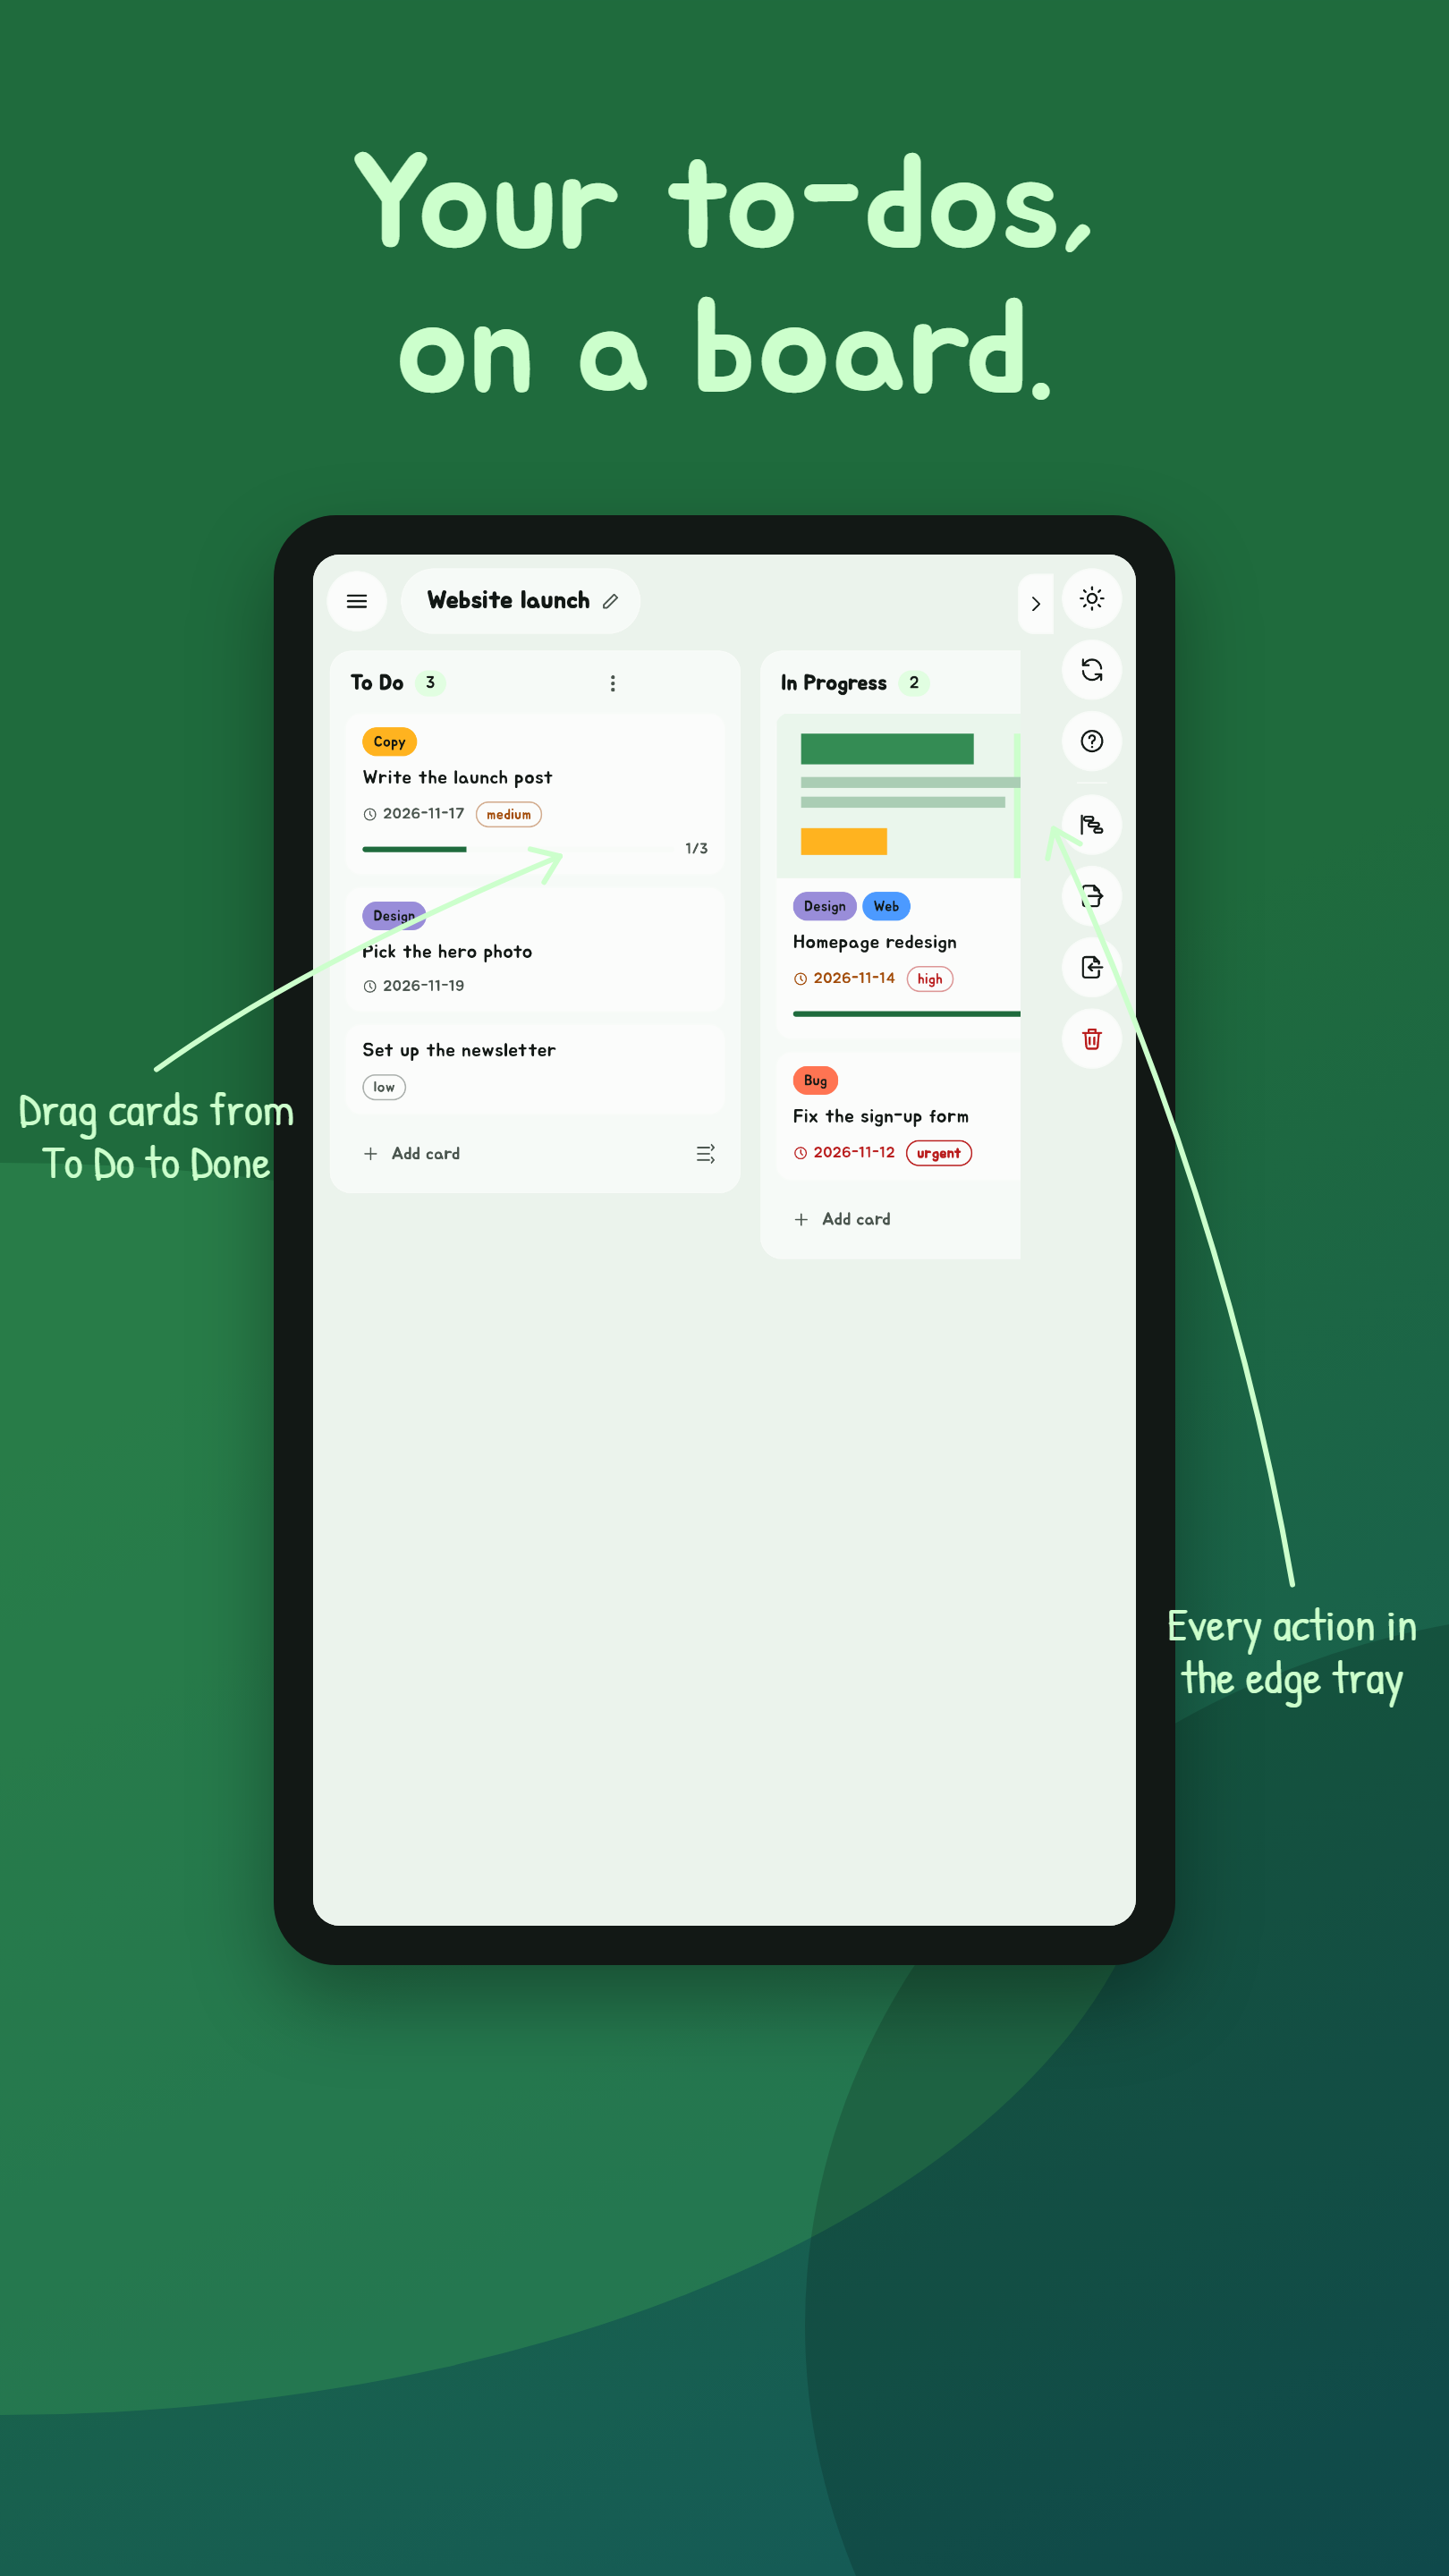 Your to-dos,
on a board.
Website launch
To Do 3
Copy
Write the launch post
2026-11-17 medium
1/3
Design
Pick the hero photo
2026-11-19
Set up the newsletter
low
Add card
In Progress 2
Design Web
Homepage redesign
2026-11-14 high
Bug
Fix the sign-up form
2026-11-12 urgent
Add card
Drag cards from
To Do to Done
Every action in
the edge tray